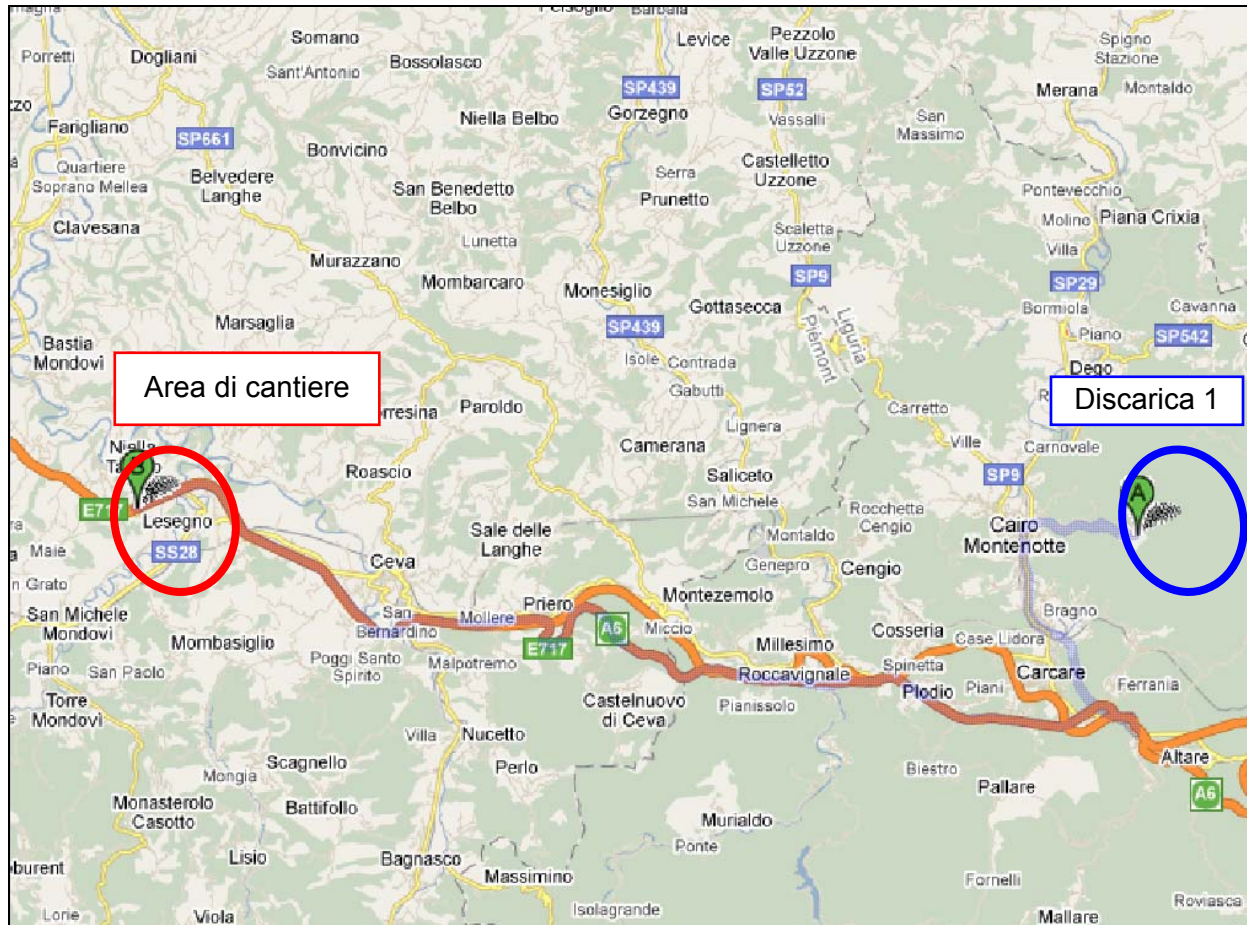 Somano
Levice
Pezzolo
Valle Uzzone
Spigno
Stazione
Porretti
Dogliani
Sant'Antonio
Bossolasco
SP439
SP52
Merana
Montaldo
Farigliano
SP661
Niella Belbo
Gorzegno
Vassalli
San
Massimo
Quartiere
Soprano Mellea
Bonvicino
Belvedere
Langhe
San Benedetto
Belbo
Serra
Prunetto
Castelletto
Uzzone
Pontevecchio
Clavesana
Lunetta
Scaletta
Uzzone
Molino
Piana Crixia
Villa
Murazzano
Mombarcaro
Monesiglio
SP9
SP29
Gottasecca
Bormiola
Cavanna
Marsaglia
SP439
Liguria
Piemont
Piano
SP542
Bastia
Mondovì
Isole
Contrada
Dego
Area di cantiere
Gabutti
Discarica 1
Paroldo
Carretto
Lignera
Niella
Camerana
Ville
Carnovale
Roascio
Saliceto
SP9
B
A
E717
San Michele
Rocchetta
Cengio
Lesegno
Sale delle
Langhe
Cairo
Montenotte
Maie
SS28
Montaldo
Ceva
Genepro
Cengio
San Michele
Mondovì
San
Bernardino
Mollere
Priero
Montezemolo
Bragno
Mombasiglio
A6
Miccio
Millesimo
Cosseria
Case Lidora
E717
Piano
San Paolo
Poggi Santo
Spirito
Malpotremo
Roccavignale
Spinetta
Carcare
Torre
Mondovì
Castelnuovo
di Ceva
Pianissolo
Plodio
Piani
Ferrania
Villa
Nucetto
Altare
Scagnello
Perlo
Biestro
Mongia
Pallare
A6
Monasterolo
Casotto
Battifollo
Murialdo
Ponte
Lisio
Bagnasco
Massimino
Fornelli
Roviasca
Lorie
Viola
Isolagrande
Mallare